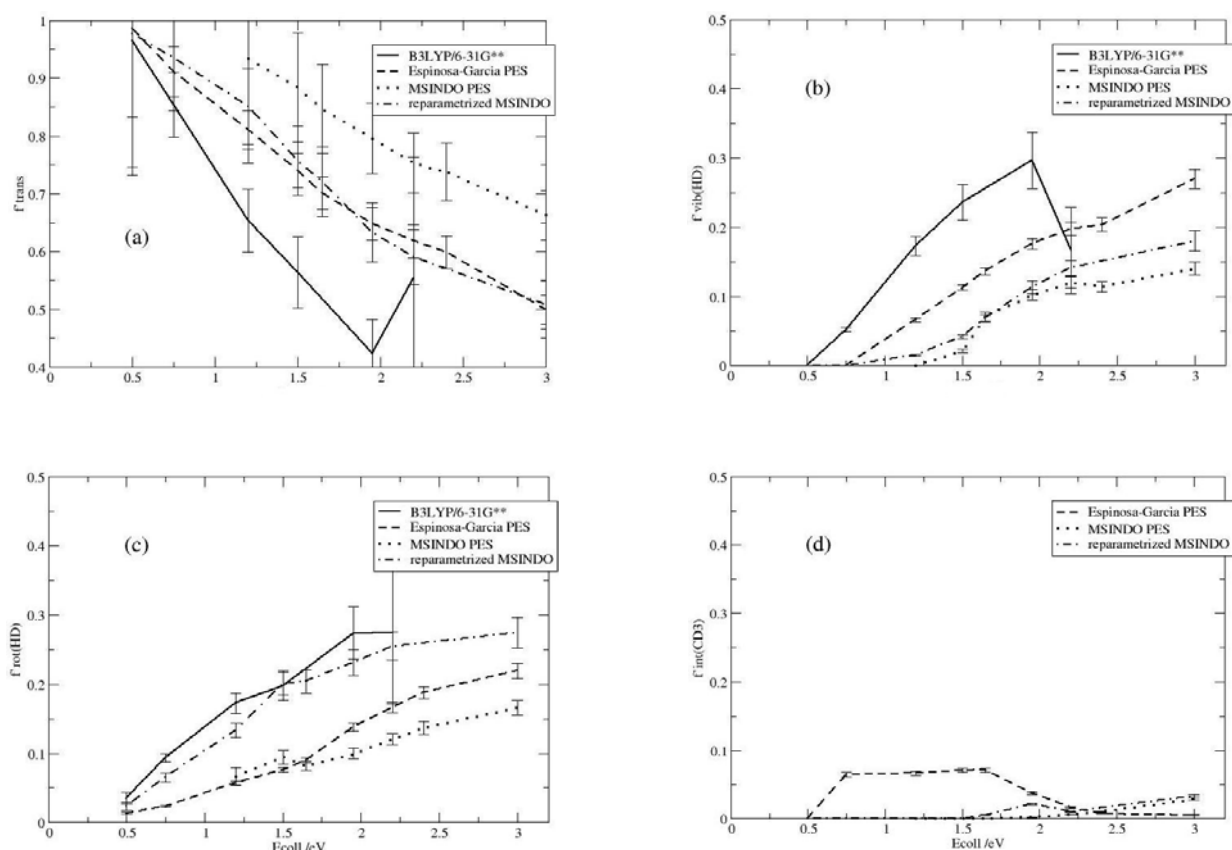 1
0.9
0.8
0.7
0.6
0.5
0.4
f'trans
(a)
B3LYP/6-31G**
Espinosa-Garcia PES
MSINDO PES
reparametrized MSINDO
0 0.5 1 1.5 2 2.5 3
0.5
0.4
0.3
0.2
0.1
0
f'vib(HD)
(b)
B3LYP/6-31G**
Espinosa-Garcia PES
MSINDO PES
reparametrized MSINDO
0 0.5 1 1.5 2 2.5 3
0.5
0.4
0.3
0.2
0.1
0
f'rot(HD)
(c)
B3LYP/6-31G**
Espinosa-Garcia PES
MSINDO PES
reparametrized MSINDO
0 0.5 1 1.5 2 2.5 3
Ecoll /eV
0.5
0.4
0.3
0.2
0.1
0
f'int(CD3)
(d)
Espinosa-Garcia PES
MSINDO PES
reparametrized MSINDO
0 0.5 1 1.5 2 2.5 3
Ecoll /eV